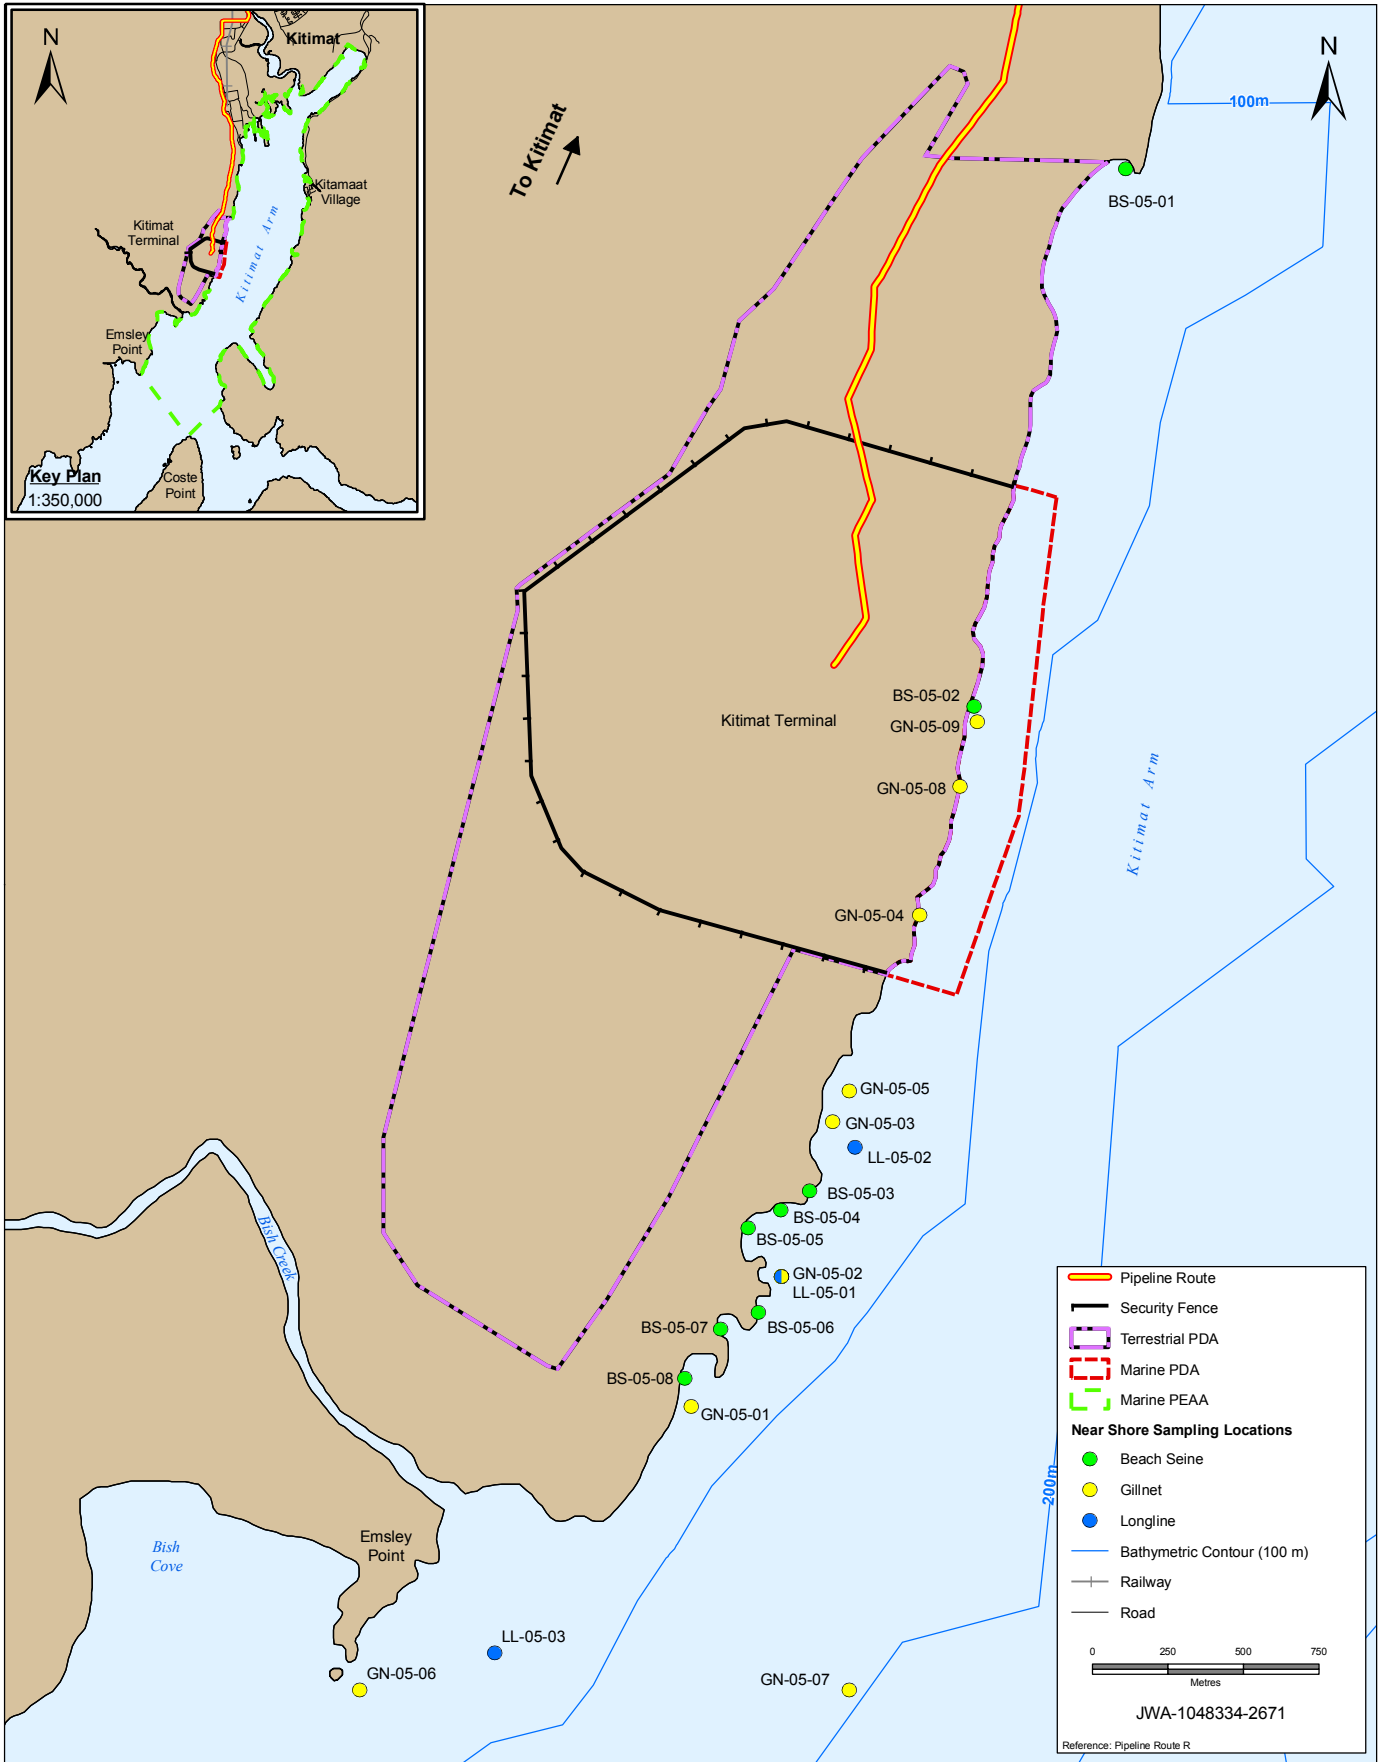 N
Kitimat
Kitamaat
Village
Kitimat
Terminal
Kitimat Arm
Emsley
Point
Coste
Point
Key Plan
1:350,000
To Kitimat
N
100m
BS-05-01
BS-05-02
GN-05-09
Kitimat Terminal
GN-05-08
Kitimat Arm
GN-05-04
GN-05-05
GN-05-03
LL-05-02
BS-05-03
BS-05-04
BS-05-05
Bish Creek
GN-05-02
LL-05-01
BS-05-06
BS-05-07
BS-05-08
GN-05-01
200m
Emsley
Point
Bish
Cove
LL-05-03
GN-05-06
GN-05-07
Pipeline Route
Security Fence
Terrestrial PDA
Marine PDA
Marine PEAA
Near Shore Sampling Locations
Beach Seine
Gillnet
Longline
Bathymetric Contour (100 m)
Railway
Road
0 250 500 750
Metres
JWA-1048334-2671
Reference: Pipeline Route R